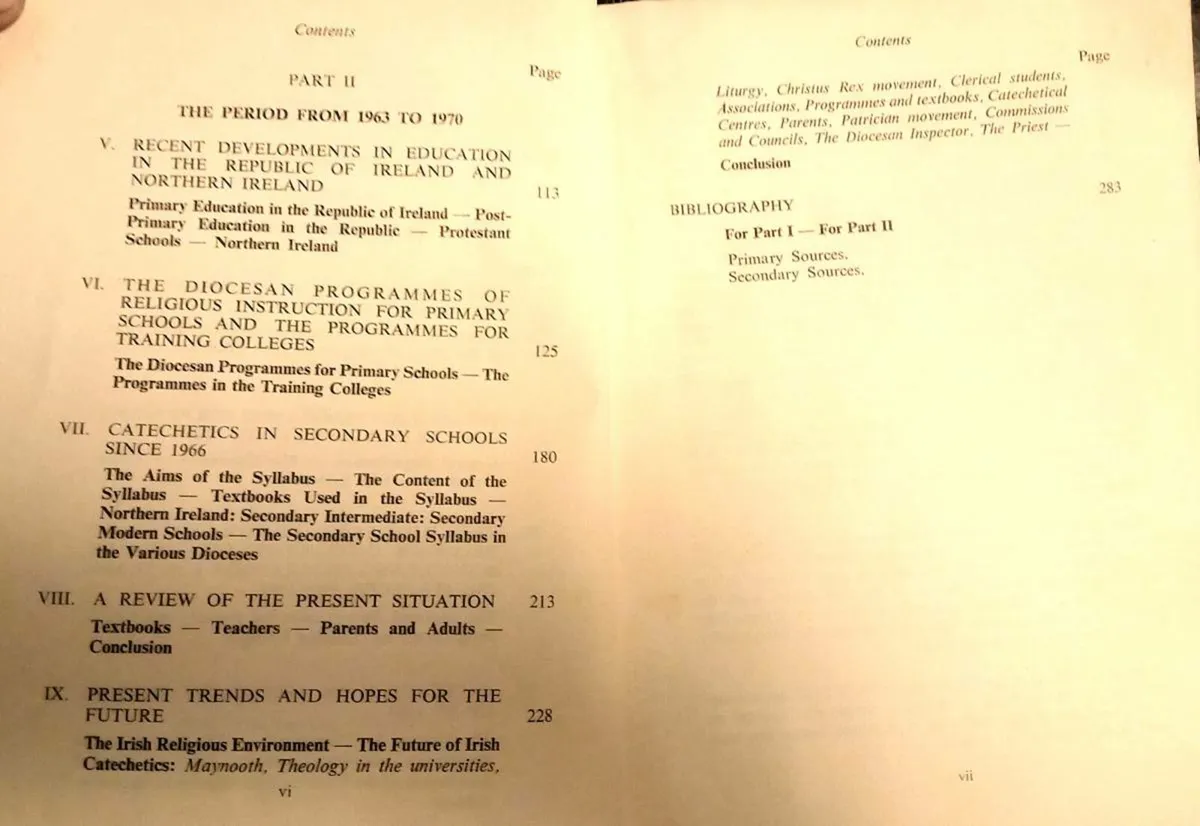 Contents
Page
PART II
THE PERIOD FROM 1963 TO 1970
V. RECENT DEVELOPMENTS IN EDUCATION
IN THE REPUBLIC OF IRELAND AND
NORTHERN IRELAND 113
Primary Education in the Republic of Ireland — Post-
Primary Education in the Republic — Protestant
Schools — Northern Ireland
VI. THE DIOCESAN PROGRAMMES OF
RELIGIOUS INSTRUCTION FOR PRIMARY
SCHOOLS AND THE PROGRAMMES FOR
TRAINING COLLEGES 125
The Diocesan Programmes for Primary Schools — The
Programmes in the Training Colleges
VII. CATECHETICS IN SECONDARY SCHOOLS
SINCE 1966 180
The Aims of the Syllabus — The Content of the
Syllabus — Textbooks Used in the Syllabus —
Northern Ireland: Secondary Intermediate: Secondary
Modern Schools — The Secondary School Syllabus in
the Various Dioceses
VIII. A REVIEW OF THE PRESENT SITUATION 213
Textbooks — Teachers — Parents and Adults —
Conclusion
IX. PRESENT TRENDS AND HOPES FOR THE
FUTURE 228
The Irish Religious Environment — The Future of Irish
Catechetics: Maynooth, Theology in the universities,
vi
Contents
Page
Liturgy, Christus Rex movement, Clerical students,
Associations, Programmes and textbooks, Catechetical
Centres, Parents, Patrician movement, Commissions
and Councils, The Diocesan Inspector, The Priest —
Conclusion
BIBLIOGRAPHY 283
For Part I — For Part II
Primary Sources.
Secondary Sources.
vii